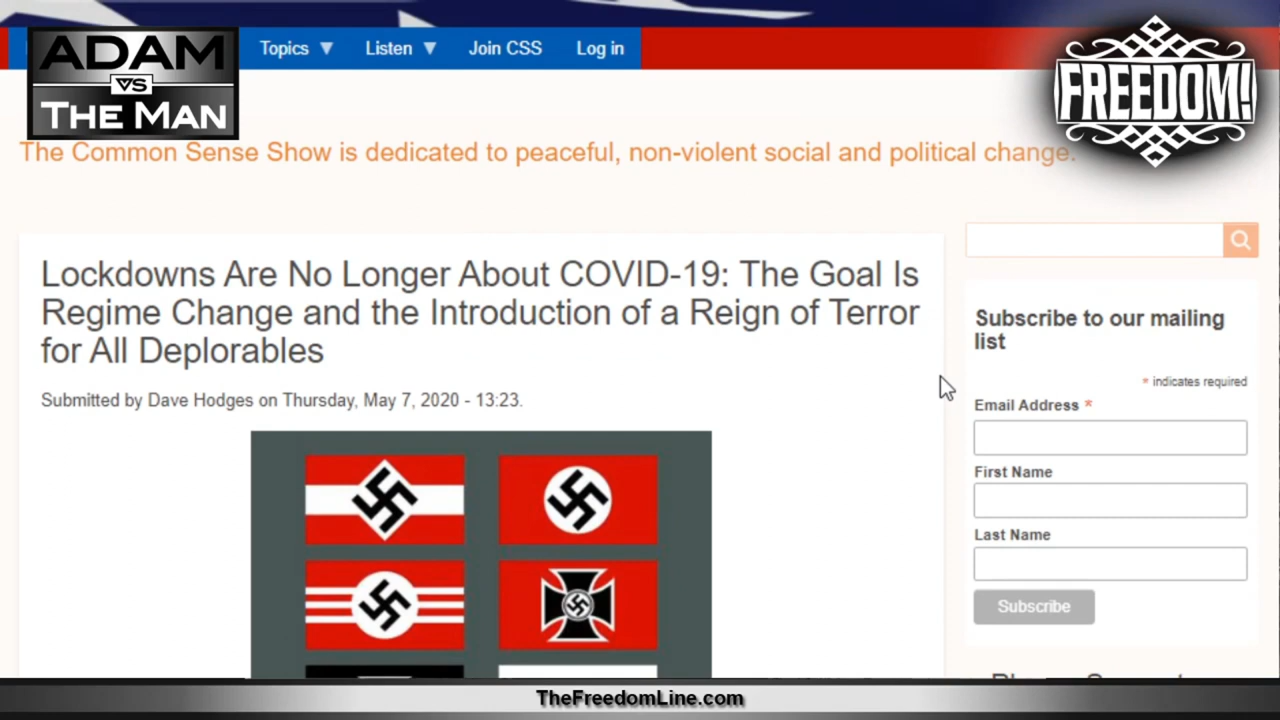 ADAM
VS
THE MAN
Topics ▼ Listen ▼ Join CSS Log in
FREEDOM!
The Common Sense Show is dedicated to peaceful, non-violent social and political change.
Lockdowns Are No Longer About COVID-19: The Goal Is
Regime Change and the Introduction of a Reign of Terror
for All Deplorables
Submitted by Dave Hodges on Thursday, May 7, 2020 - 13:23.
Subscribe to our mailing
list
* indicates required
Email Address *
First Name
Last Name
Subscribe
TheFreedomLine.com